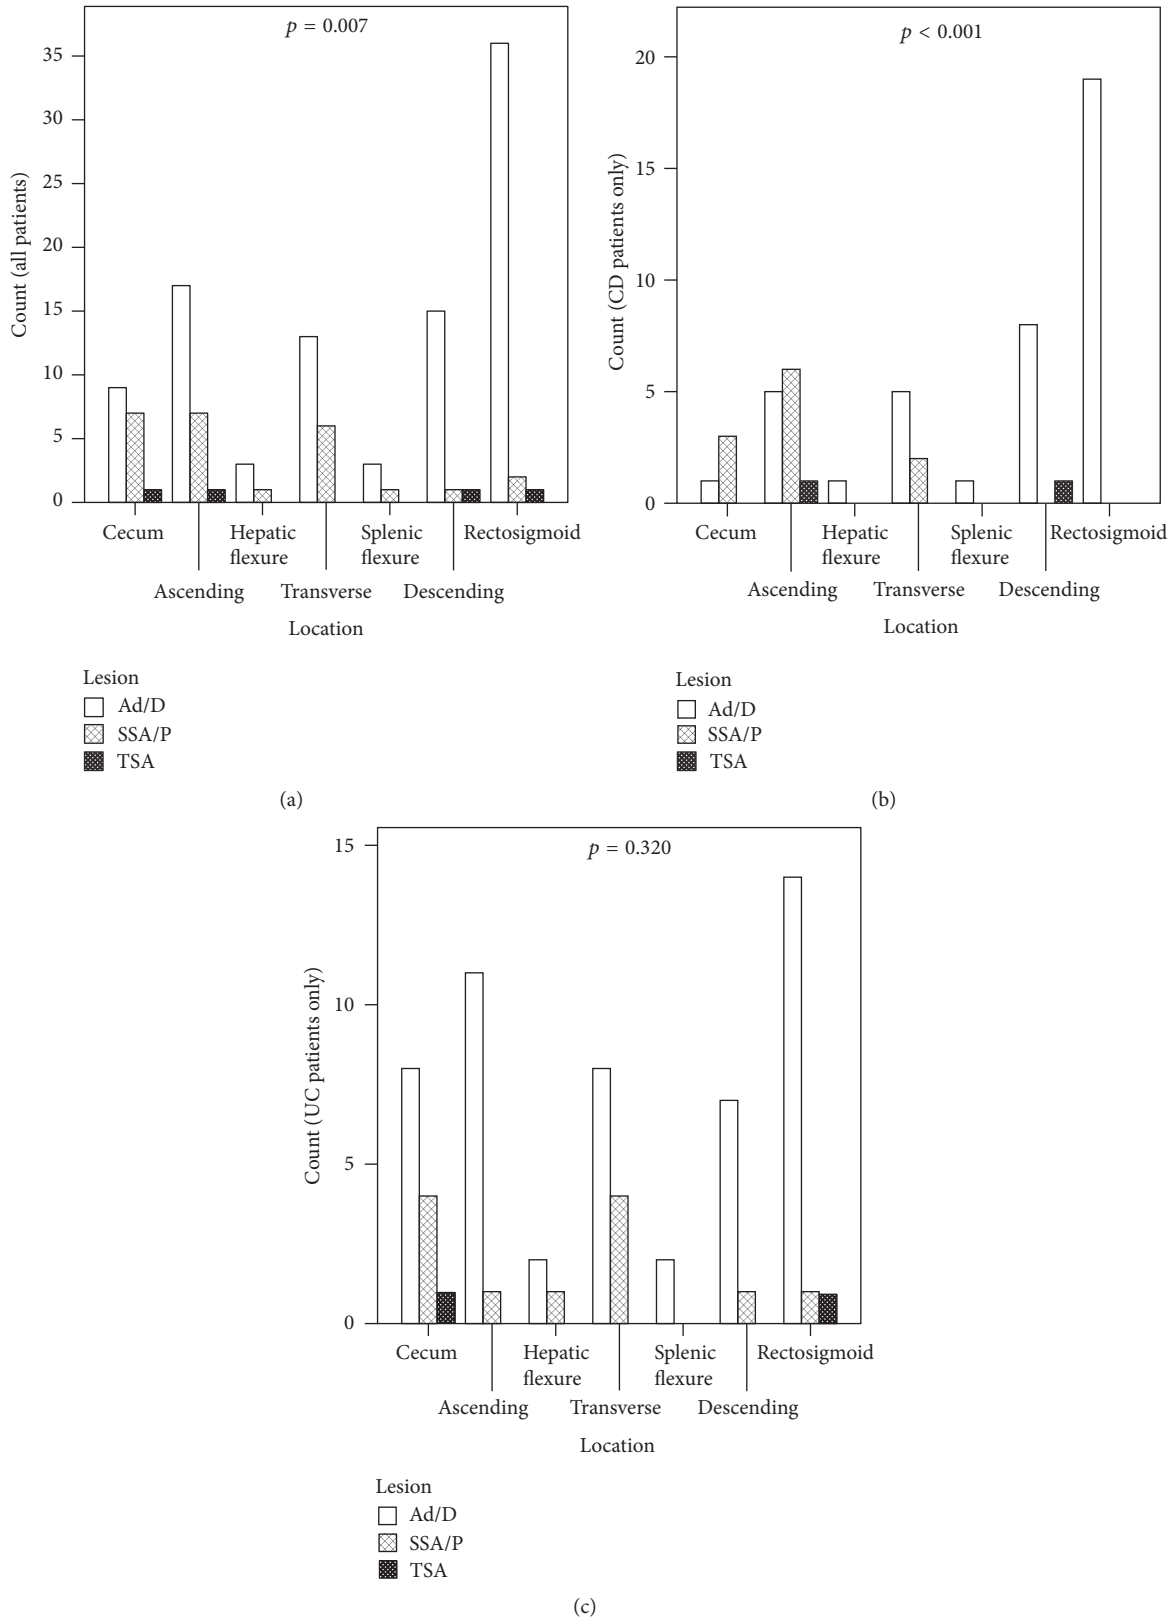 p = 0.007
35
30
25
20
15
10
5
0
Count (all patients)
Cecum
Hepatic flexure
Splenic flexure
Rectosigmoid
Ascending
Transverse
Descending
Location
Lesion
Ad/D
SSA/P
TSA
(a)
p < 0.001
20
15
10
5
0
Count (CD patients only)
Cecum
Hepatic flexure
Splenic flexure
Rectosigmoid
Ascending
Transverse
Descending
Location
Lesion
Ad/D
SSA/P
TSA
(b)
p = 0.320
15
10
5
0
Count (UC patients only)
Cecum
Hepatic flexure
Splenic flexure
Rectosigmoid
Ascending
Transverse
Descending
Location
Lesion
Ad/D
SSA/P
TSA
(c)